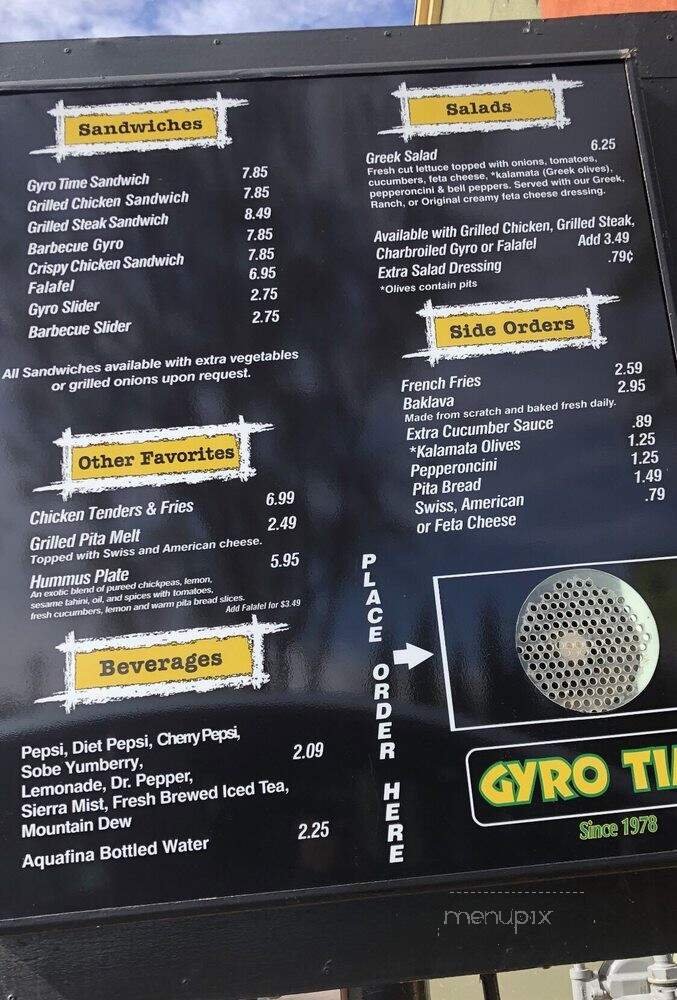 Sandwiches
Gyro Time Sandwich 7.85
Grilled Chicken Sandwich 7.85
Grilled Steak Sandwich 8.49
Barbecue Gyro 7.85
Crispy Chicken Sandwich 7.85
Falafel 6.95
Gyro Slider 2.75
Barbecue Slider 2.75
All Sandwiches available with extra vegetables
or grilled onions upon request.
Other Favorites
Chicken Tenders & Fries 6.99
Grilled Pita Melt 2.49
Topped with Swiss and American cheese.
Hummus Plate 5.95
An exotic blend of pureed chickpeas, lemon,
sesame tahini, oil, and spices with tomatoes,
fresh cucumbers, lemon and warm pita bread slices.
Add Falafel for $3.49
Beverages
Pepsi, Diet Pepsi, Cherry Pepsi,
Sobe Yumberry, 2.09
Lemonade, Dr. Pepper,
Sierra Mist, Fresh Brewed Iced Tea,
Mountain Dew
Aquafina Bottled Water 2.25
Salads
Greek Salad 6.25
Fresh cut lettuce topped with onions, tomatoes,
cucumbers, feta cheese, *kalamata (Greek olives),
pepperoncini & bell peppers. Served with our Greek,
Ranch, or Original creamy feta cheese dressing.
Available with Grilled Chicken, Grilled Steak,
Charbroiled Gyro or Falafel Add 3.49
Extra Salad Dressing .79¢
*Olives contain pits
Side Orders
French Fries 2.59
Baklava 2.95
Made from scratch and baked fresh daily.
Extra Cucumber Sauce .89
*Kalamata Olives 1.25
Pepperoncini 1.25
Pita Bread 1.49
Swiss, American .79
or Feta Cheese
PLACE ORDER HERE
GYRO TI
Since 1978
menupix